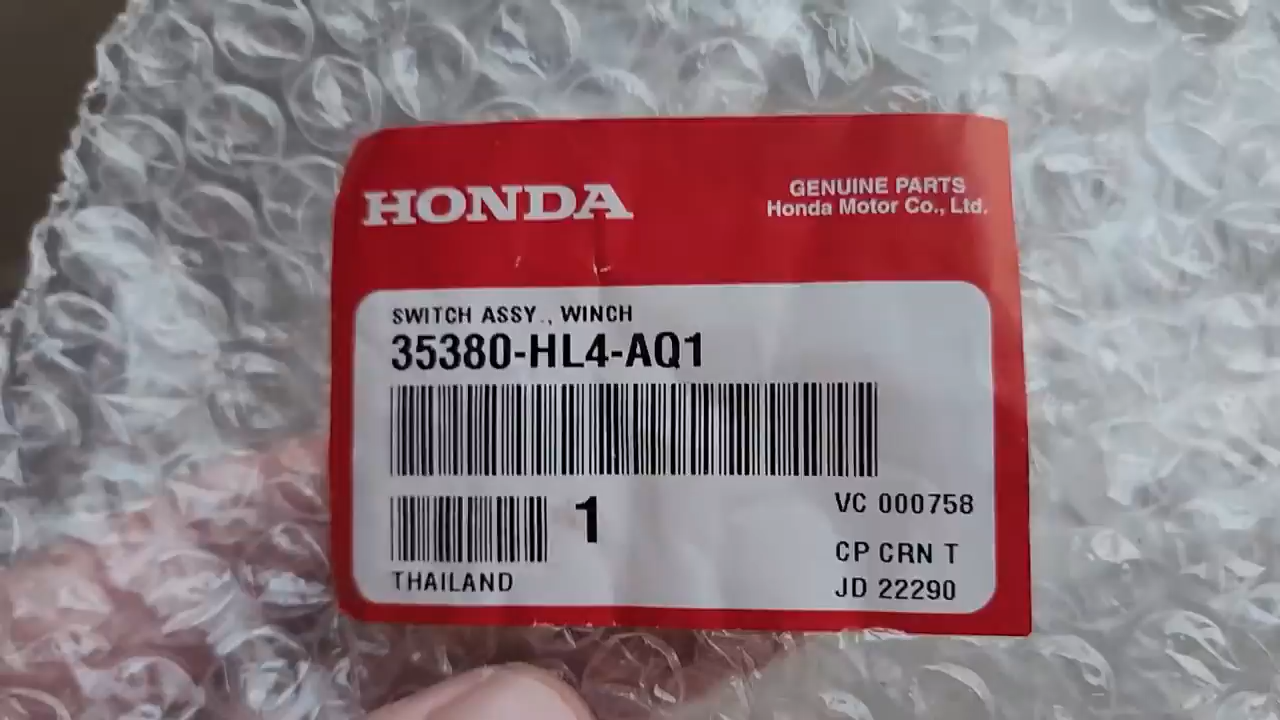 HONDA
GENUINE PARTS
Honda Motor Co., Ltd.
SWITCH ASSY., WINCH
35380-HL4-AQ1
1
VC 000758
CP CRN T
THAILAND
JD 22290